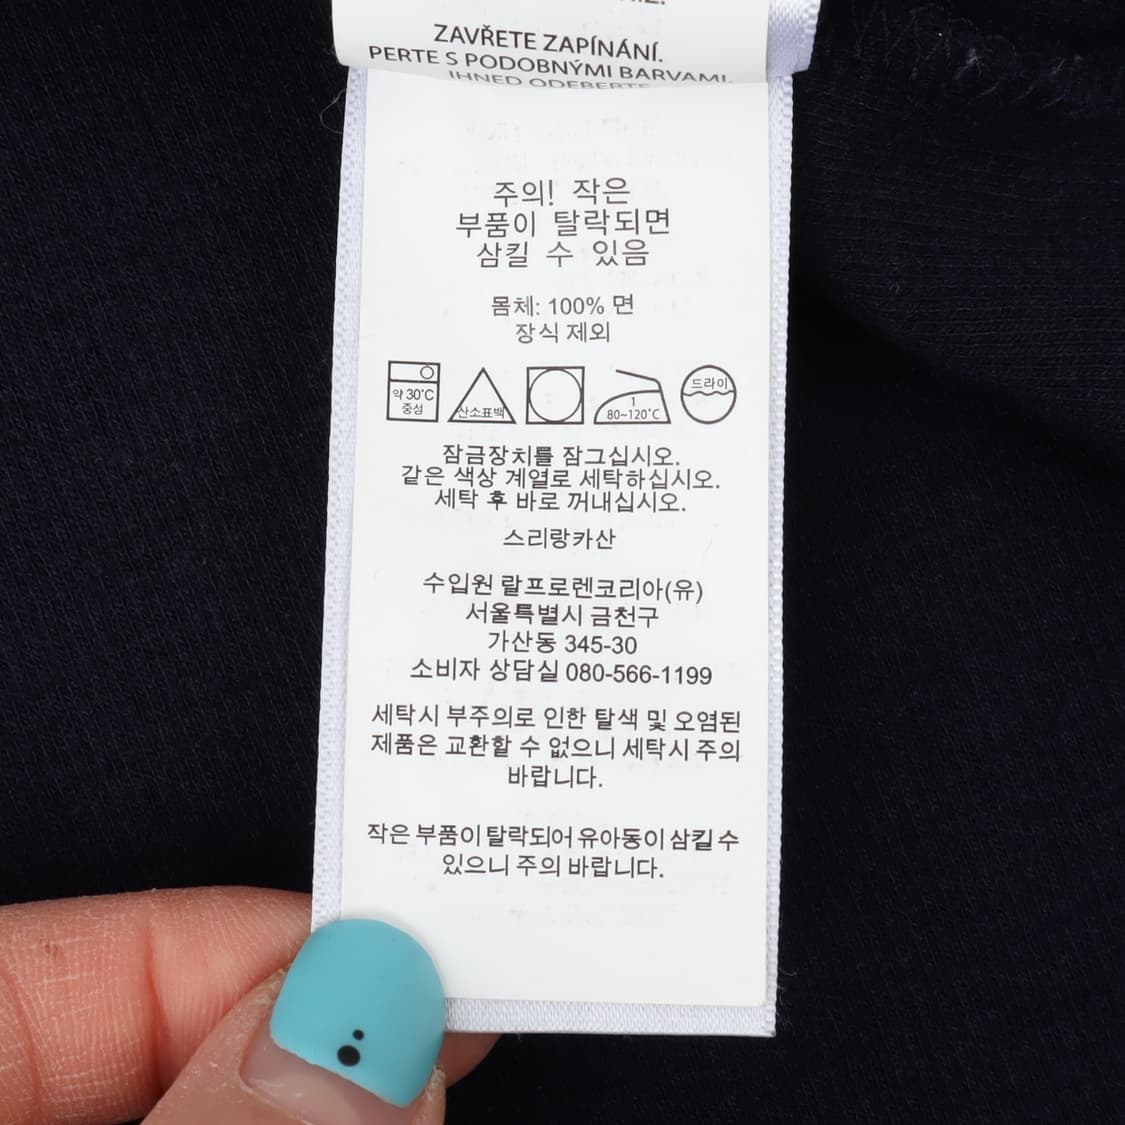 ZAVŘETE ZAPÍNÁNÍ.
PERTE S PODOBNÝMI BARVAMI.
IHNED ODEBERTE
주의! 작은
부품이 탈락되면
삼킬 수 있음
몸체: 100% 면
장식 제외
약 30˚C
중성
산소표백
1
80~120˚C
드라이
잠금장치를 잠그십시오.
같은 색상 계열로 세탁하십시오.
세탁 후 바로 꺼내십시오.
스리랑카산
수입원 랄프로렌코리아(유)
서울특별시 금천구
가산동 345-30
소비자 상담실 080-566-1199
세탁시 부주의로 인한 탈색 및 오염된
제품은 교환할 수 없으니 세탁시 주의
바랍니다.
작은 부품이 탈락되어 유아동이 삼킬 수
있으니 주의 바랍니다.